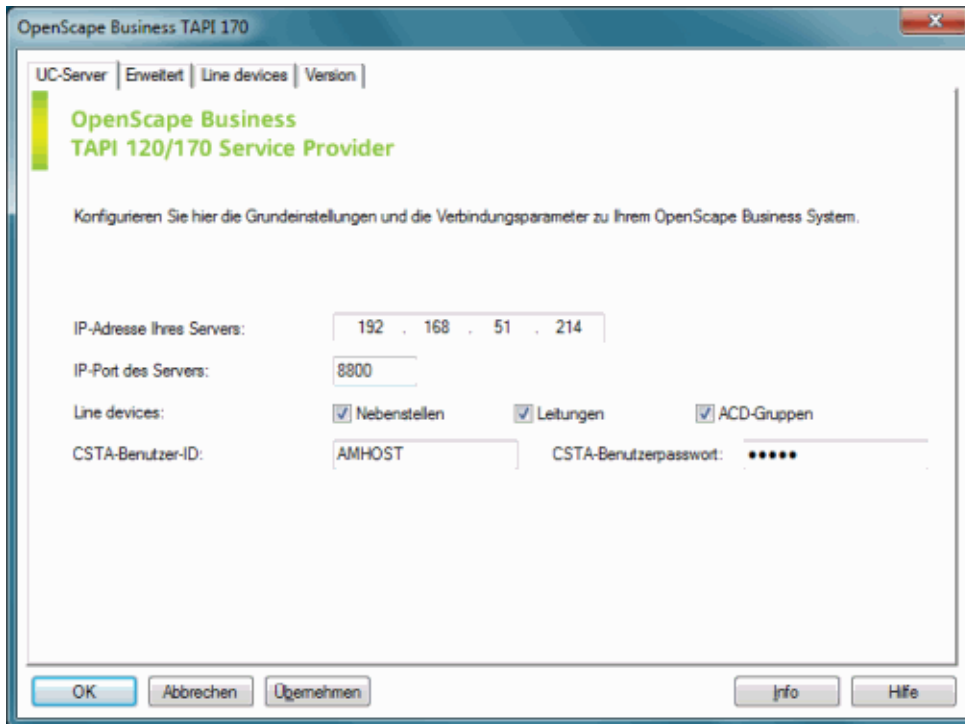 OpenScape Business TAPI 170
UC-Server Erweitert Line devices Version
OpenScape Business
TAPI 120/170 Service Provider
Konfigurieren Sie hier die Grundeinstellungen und die Verbindungsparameter zu Ihrem OpenScape Business System.
IP-Adresse Ihres Servers: 192 . 168 . 51 . 214
IP-Port des Servers: 8800
Line devices: Nebenstellen Leitungen ACD-Gruppen
CSTA-Benutzer-ID: AMHOST CSTA-Benutzerpasswort: •••••
OK Abbrechen Übernehmen Info Hilfe